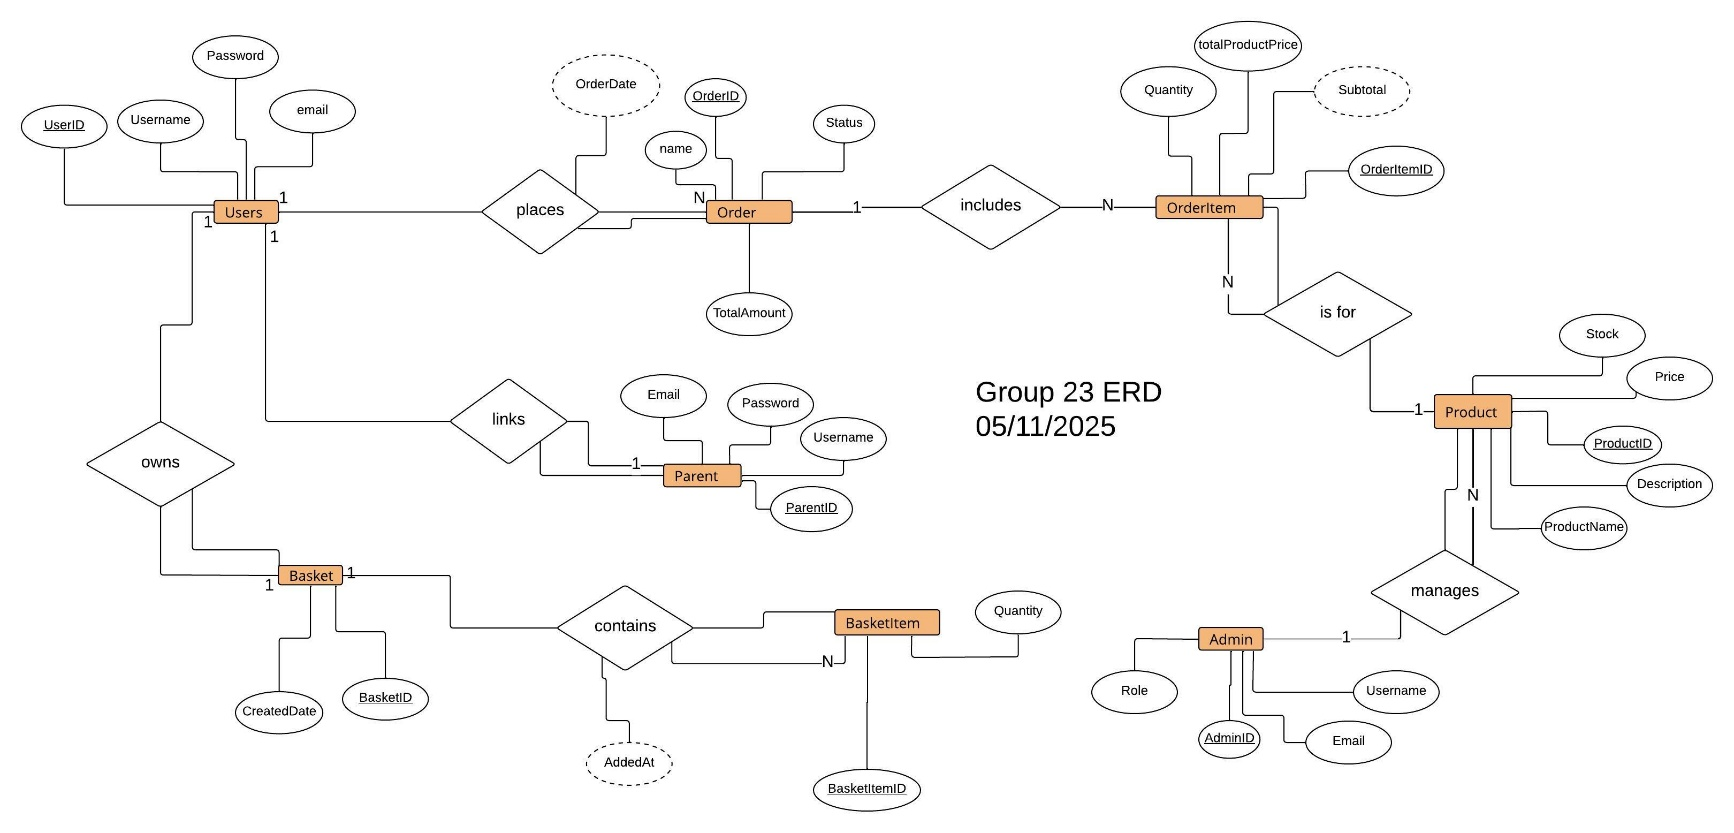 totalProductPrice
Password
OrderDate
Quantity
Subtotal
OrderID
email
UserID
Username
Status
name
OrderItemID
1
N
Users
places
Order
1
includes
N
OrderItem
1
1
N
TotalAmount
is for
Stock
Price
Group 23 ERD
05/11/2025
Email
Password
1
Product
links
Username
ProductID
owns
1
Parent
Description
N
ParentID
ProductName
Basket
1
1
manages
Quantity
contains
BasketItem
Admin
1
N
Role
Username
BasketID
CreatedDate
AdminID
Email
AddedAt
BasketItemID